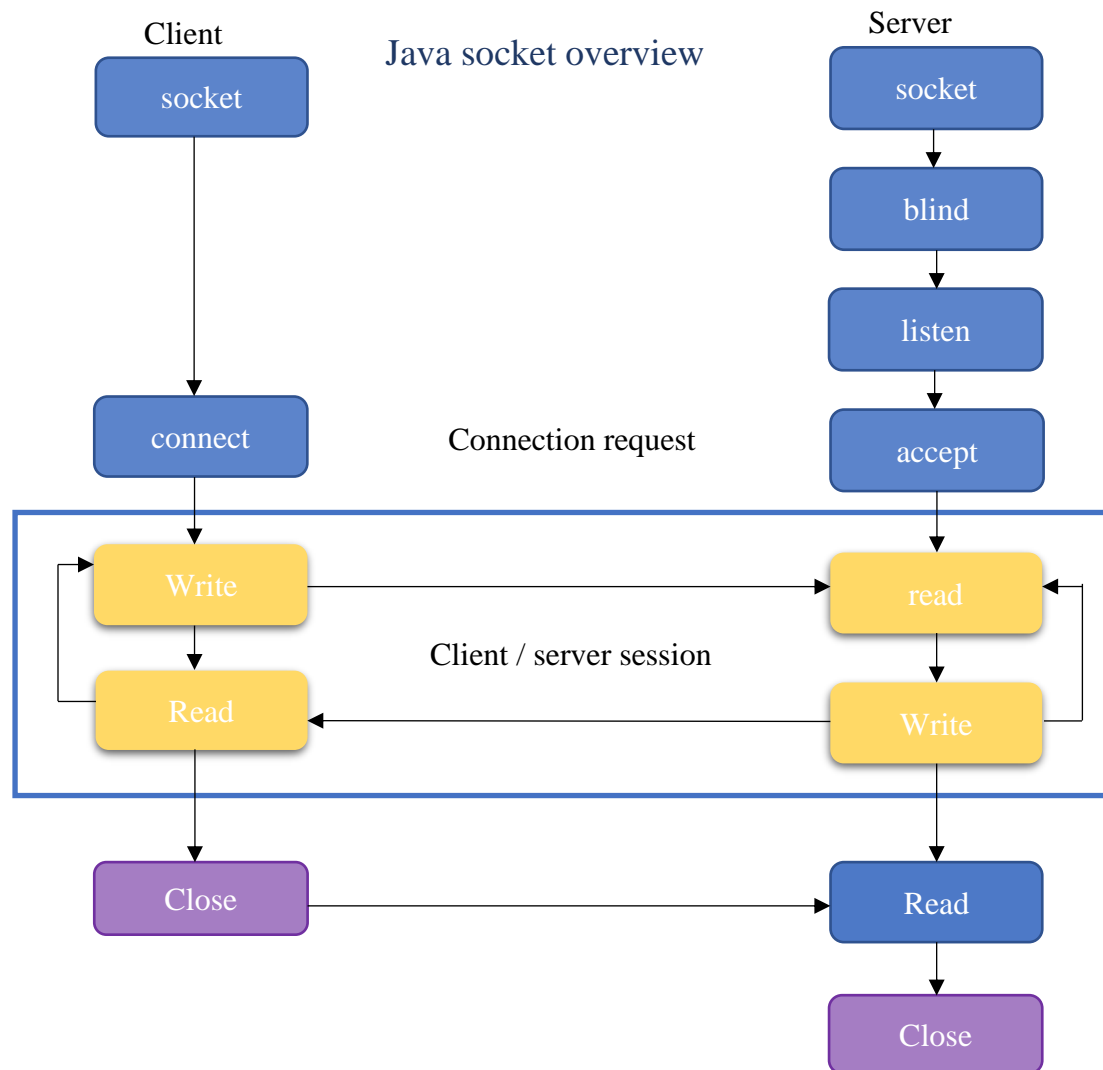 Client
Java socket overview
Server
socket
socket
blind
listen
connect
Connection request
accept
Write
read
Client / server session
Read
Write
Close
Read
Close